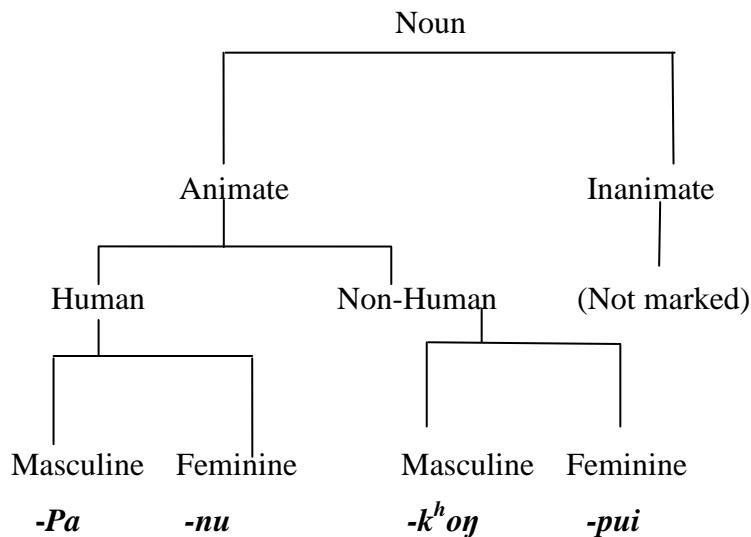 Noun
Animate Inanimate
Human Non-Human (Not marked)
Masculine Feminine Masculine Feminine
-Pa -nu -kʰoŋ -pui